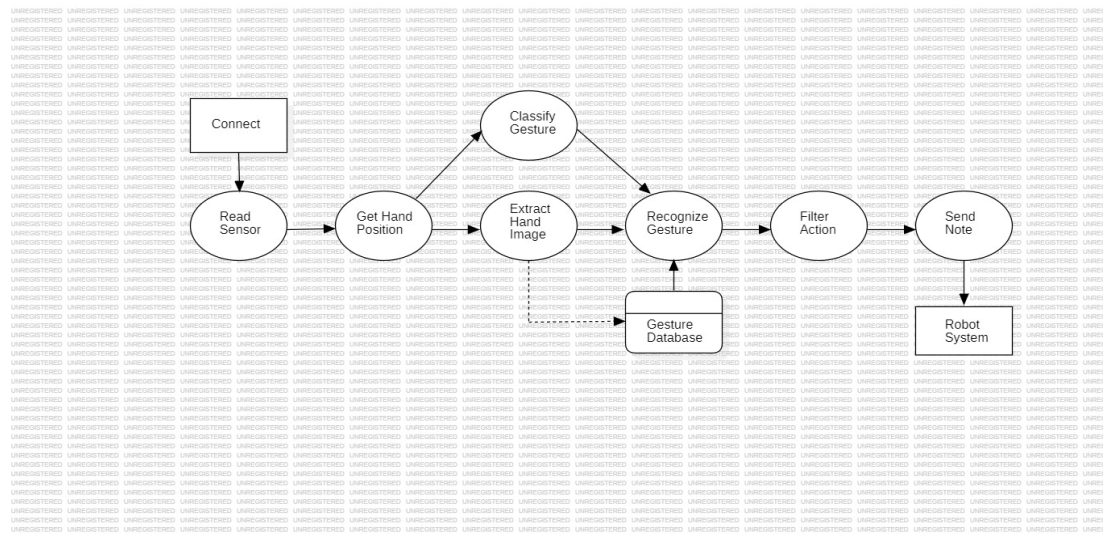 UNREGISTERED
Classify
Gesture
Connect
Read
Sensor
Get Hand
Position
Extract
Hand
Image
Recognize
Gesture
Filter
Action
Send
Note
Gesture
Database
Robot
System